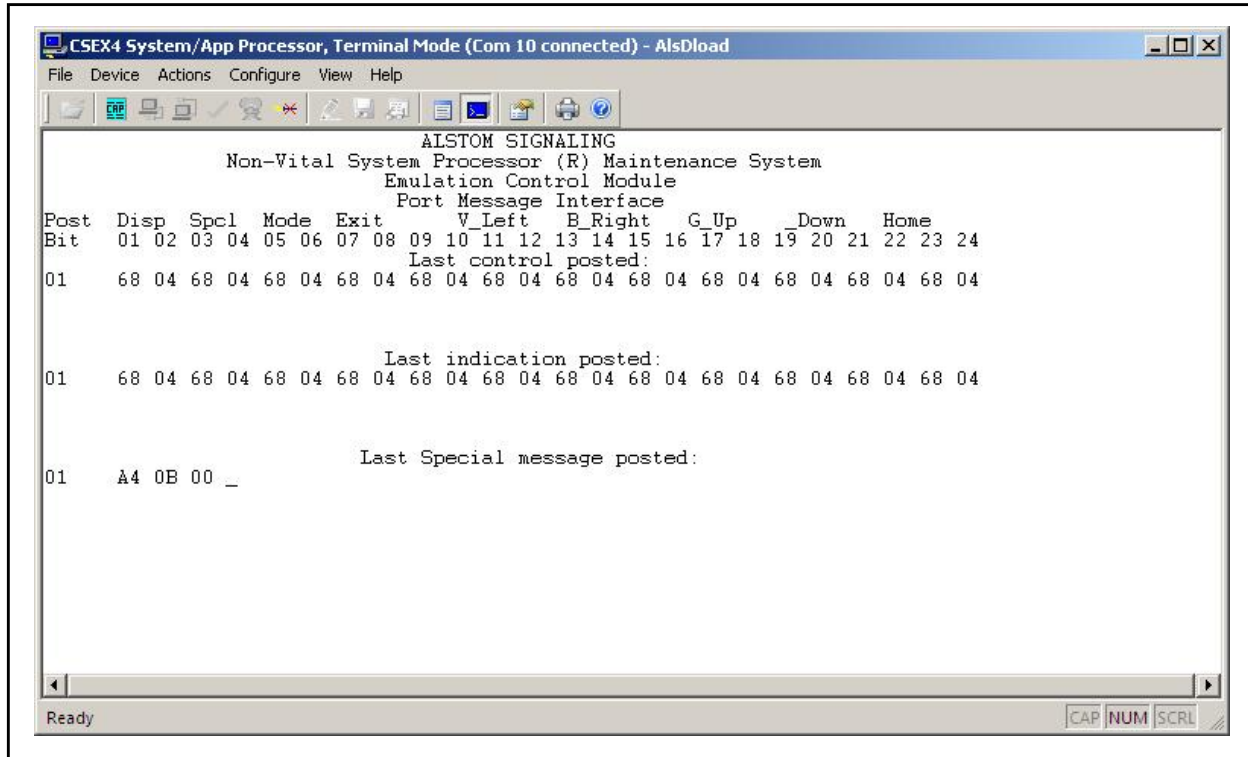 CSEX4 System/App Processor, Terminal Mode (Com 10 connected) - AlsDload
File Device Actions Configure View Help
CAP
ALSTOM SIGNALING
Non-Vital System Processor (R) Maintenance System
Emulation Control Module
Port Message Interface
Post Disp Spcl Mode Exit V_Left B_Right G_Up _Down Home
Bit 01 02 03 04 05 06 07 08 09 10 11 12 13 14 15 16 17 18 19 20 21 22 23 24
Last control posted:
01 68 04 68 04 68 04 68 04 68 04 68 04 68 04 68 04 68 04 68 04 68 04 68 04
Last indication posted:
01 68 04 68 04 68 04 68 04 68 04 68 04 68 04 68 04 68 04 68 04 68 04 68 04
Last Special message posted:
01 A4 0B 00 _
Ready CAP NUM SCRL